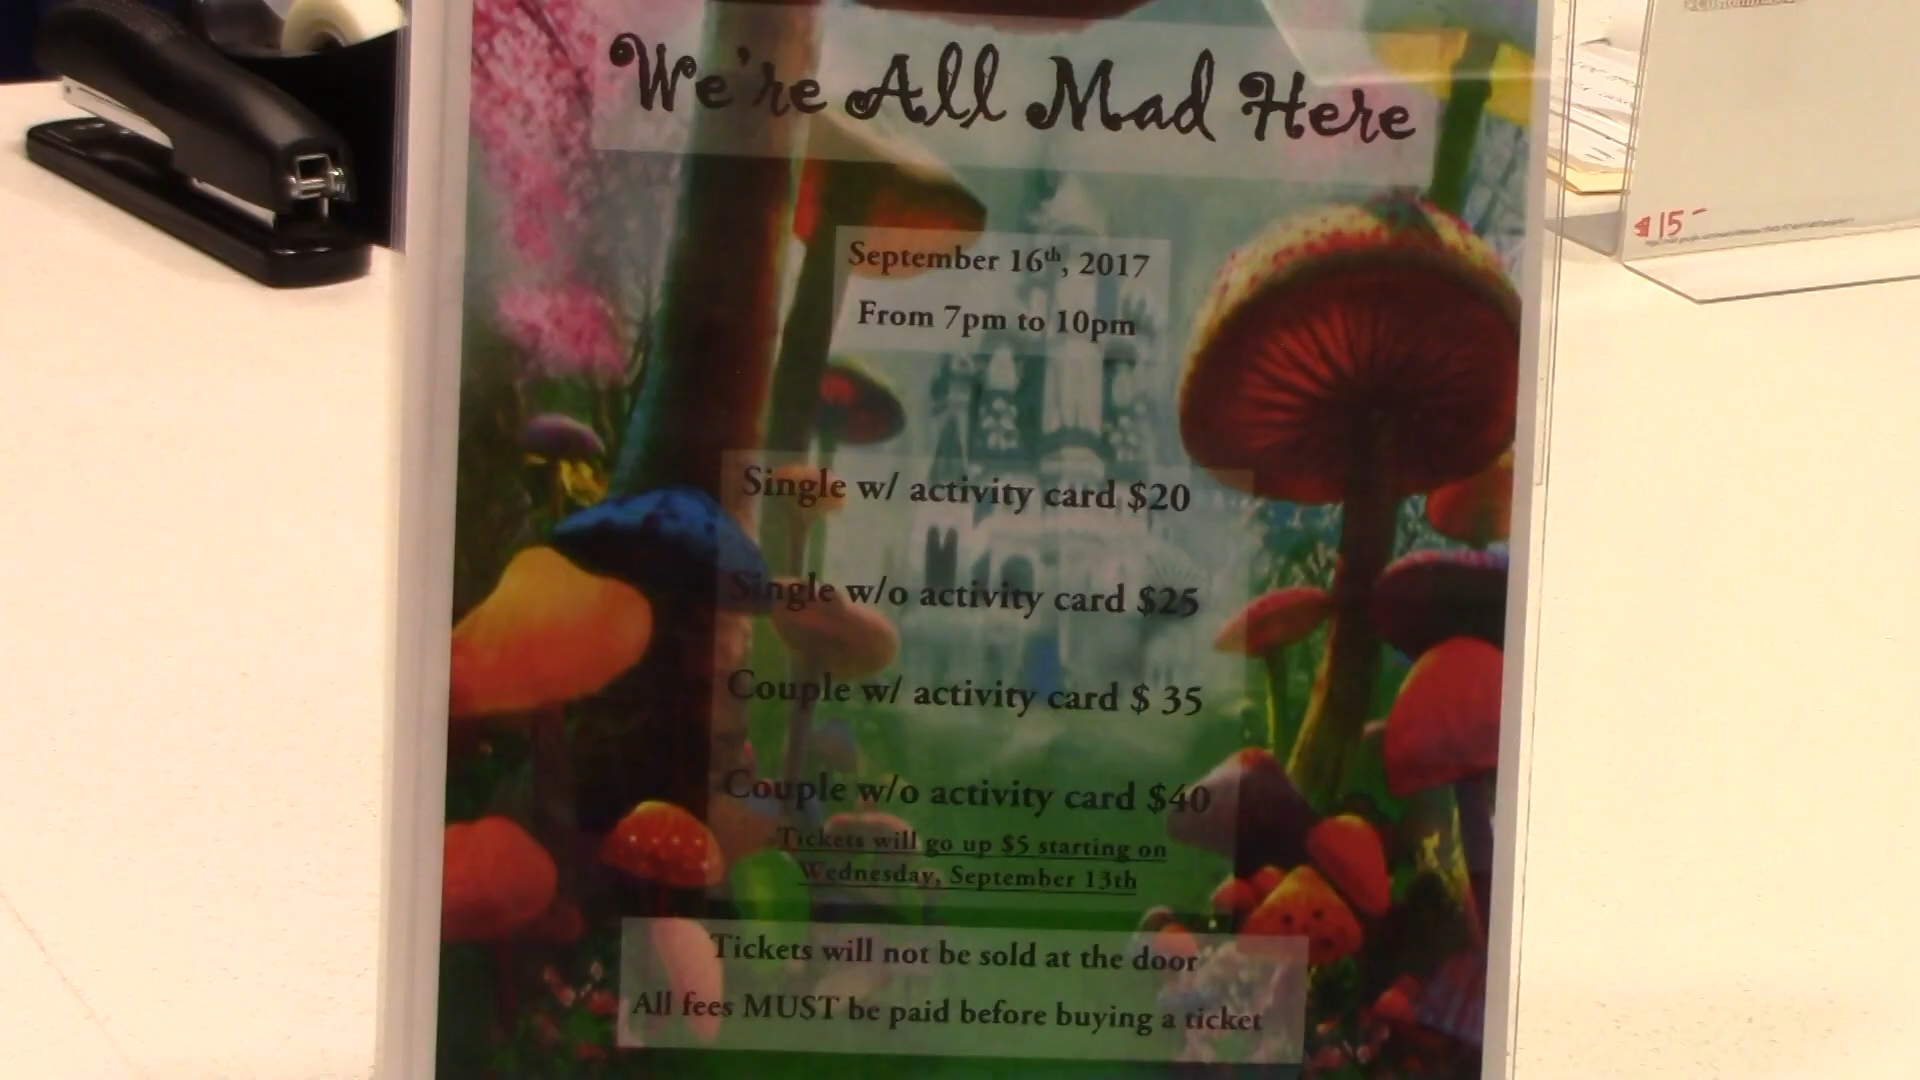 We're All Mad Here
September 16th, 2017
From 7pm to 10pm
Single w/ activity card $20
Single w/o activity card $25
Couple w/ activity card $ 35
Couple w/o activity card $40
Tickets will go up $5 starting on
Wednesday, September 13th
Tickets will not be sold at the door
All fees MUST be paid before buying a ticket
$15-